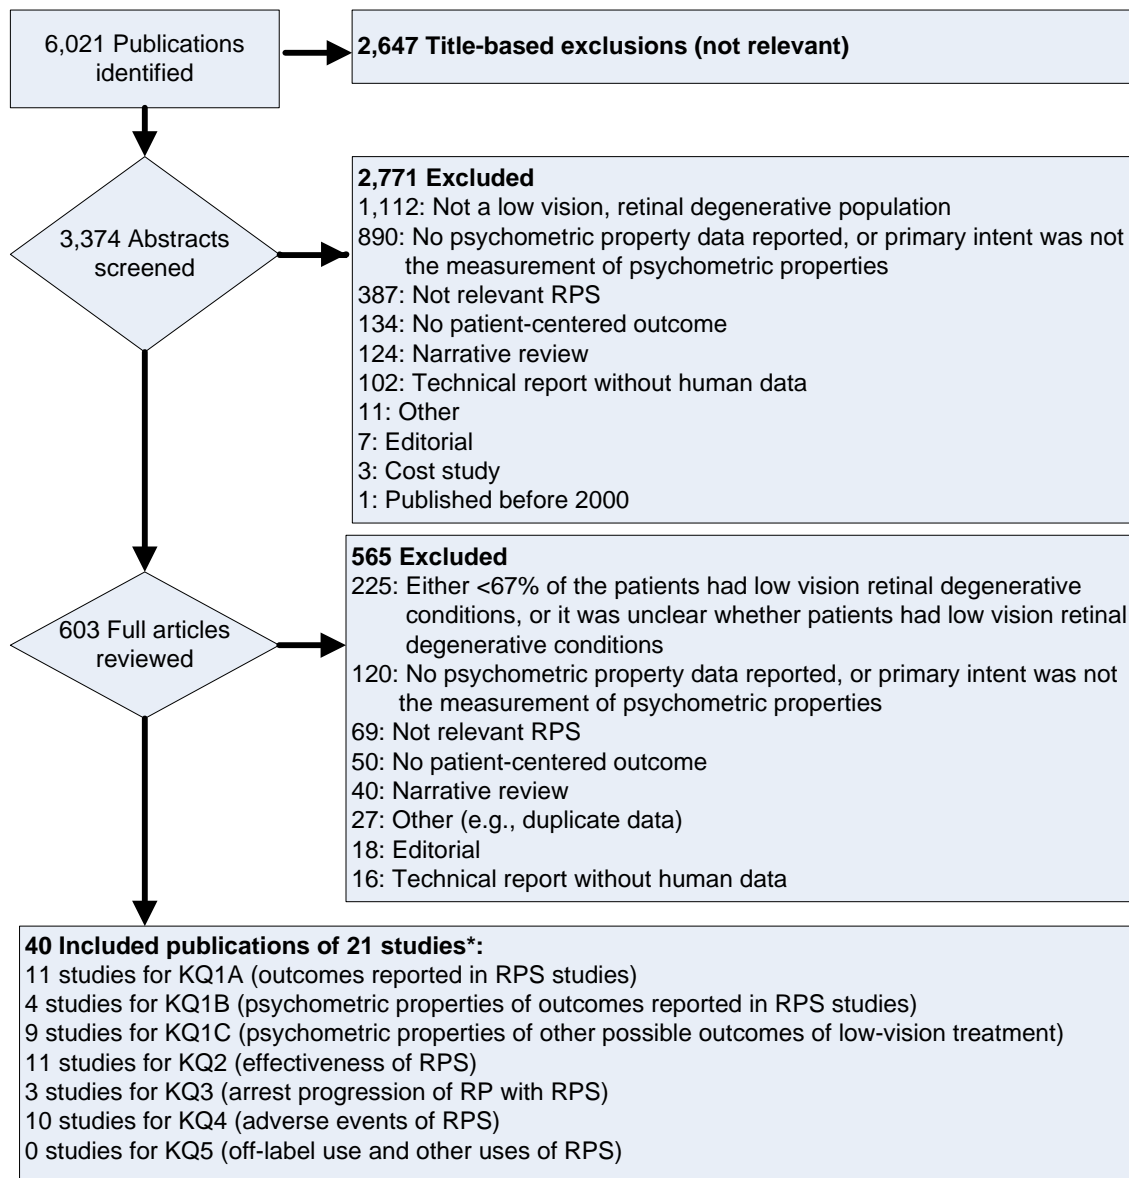 6,021 Publications
identified
2,647 Title-based exclusions (not relevant)
3,374 Abstracts
screened
2,771 Excluded
1,112: Not a low vision, retinal degenerative population
890: No psychometric property data reported, or primary intent was not
the measurement of psychometric properties
387: Not relevant RPS
134: No patient-centered outcome
124: Narrative review
102: Technical report without human data
11: Other
7: Editorial
3: Cost study
1: Published before 2000
603 Full articles
reviewed
565 Excluded
225: Either <67% of the patients had low vision retinal degenerative
conditions, or it was unclear whether patients had low vision retinal
degenerative conditions
120: No psychometric property data reported, or primary intent was not
the measurement of psychometric properties
69: Not relevant RPS
50: No patient-centered outcome
40: Narrative review
27: Other (e.g., duplicate data)
18: Editorial
16: Technical report without human data
40 Included publications of 21 studies*:
11 studies for KQ1A (outcomes reported in RPS studies)
4 studies for KQ1B (psychometric properties of outcomes reported in RPS studies)
9 studies for KQ1C (psychometric properties of other possible outcomes of low-vision treatment)
11 studies for KQ2 (effectiveness of RPS)
3 studies for KQ3 (arrest progression of RP with RPS)
10 studies for KQ4 (adverse events of RPS)
0 studies for KQ5 (off-label use and other uses of RPS)